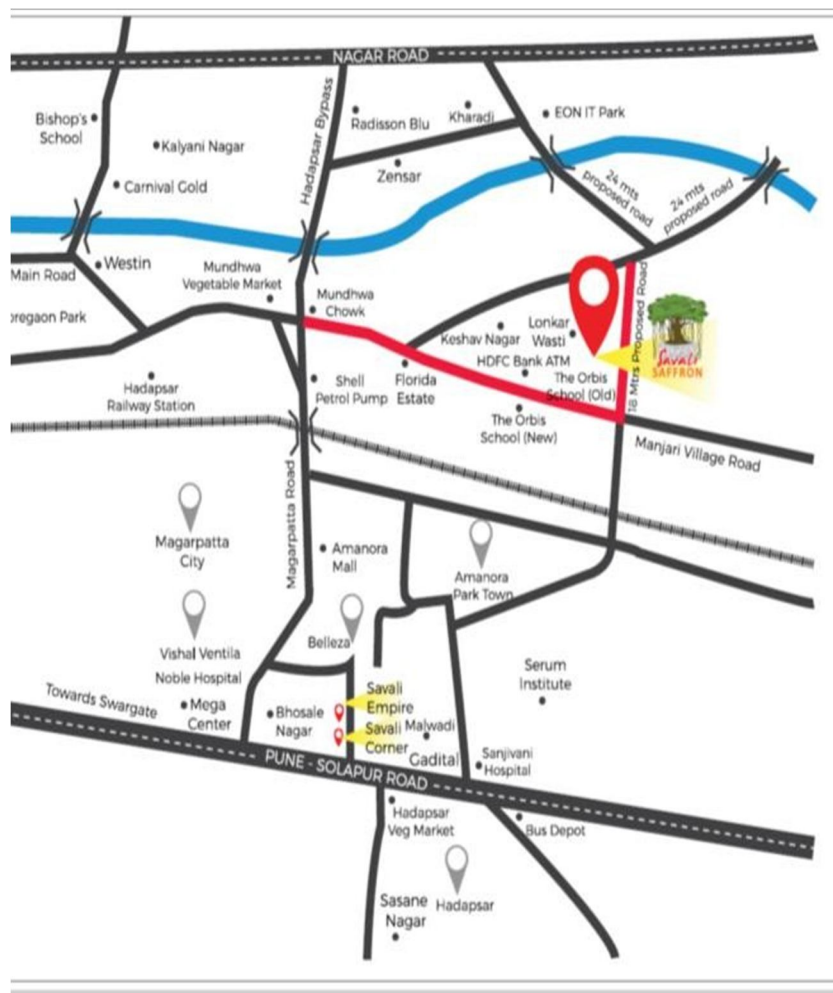 NAGAR ROAD
Bishop's
School
Kalyani Nagar
Carnival Gold
Hadapsar Bypass
Radisson Blu
Kharadi
EON IT Park
Zensar
24 mts
proposed road
24 mts
proposed road
Main Road
Westin
Mundhwa
Vegetable Market
Mundhwa
Chowk
oregaon Park
Keshav Nagar
Lonkar
Wasti
HDFC Bank ATM
18 Mtrs Proposed Road
Savali
SAFFRON
Hadapsar
Railway Station
Shell
Petrol Pump
Florida
Estate
The Orbis
School (Old)
The Orbis
School (New)
Manjari Village Road
Magarpatta Road
Magarpatta
City
Amanora
Mall
Amanora
Park Town
Vishal Ventila
Noble Hospital
Belleza
Serum
Institute
Towards Swargate
Mega
Center
Bhosale
Nagar
Savali
Empire
Savali
Corner
Malwadi
Gadital
Sanjivani
Hospital
PUNE - SOLAPUR ROAD
Hadapsar
Veg Market
Bus Depot
Sasane
Nagar
Hadapsar